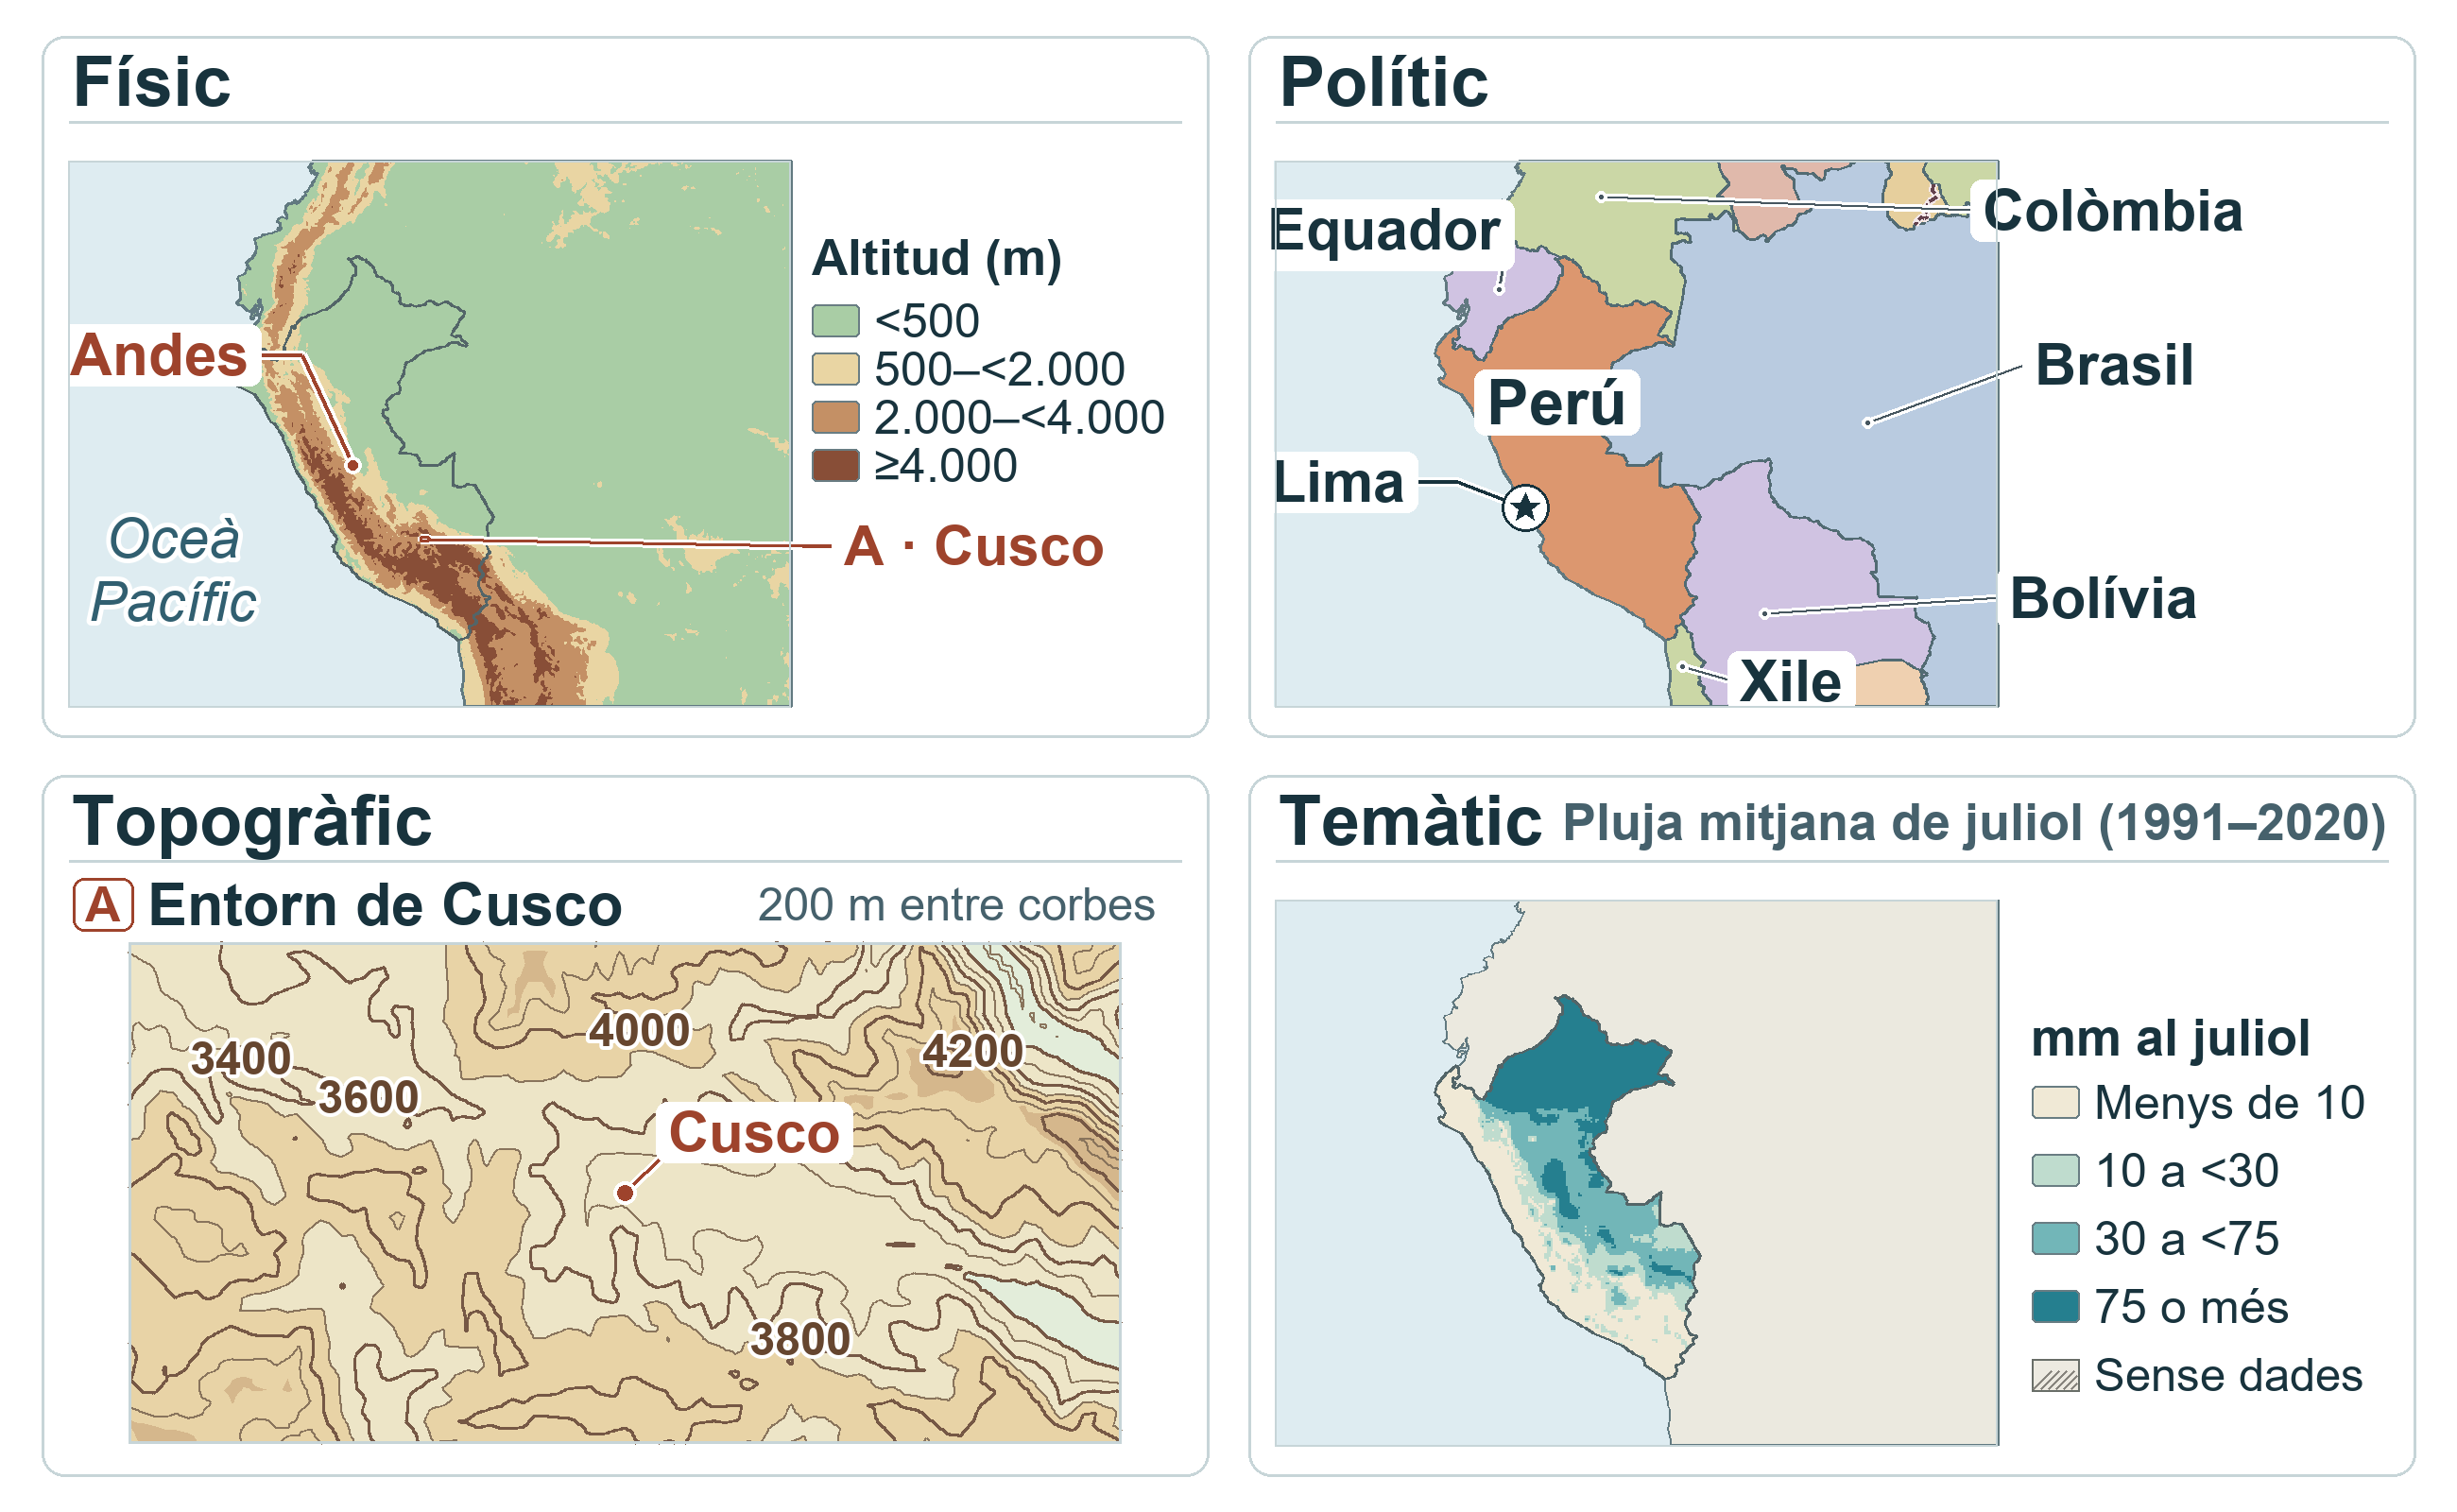 Físic
Andes
Oceà
Pacífic
Altitud (m)
<500
500–<2.000
2.000–<4.000
≥4.000
A · Cusco
Polític
Equador
Colòmbia
Brasil
Perú
Lima
Bolívia
Xile
Topogràfic
A Entorn de Cusco
200 m entre corbes
4000
4200
3400
3600
Cusco
3800
Temàtic Pluja mitjana de juliol (1991–2020)
mm al juliol
Menys de 10
10 a <30
30 a <75
75 o més
Sense dades